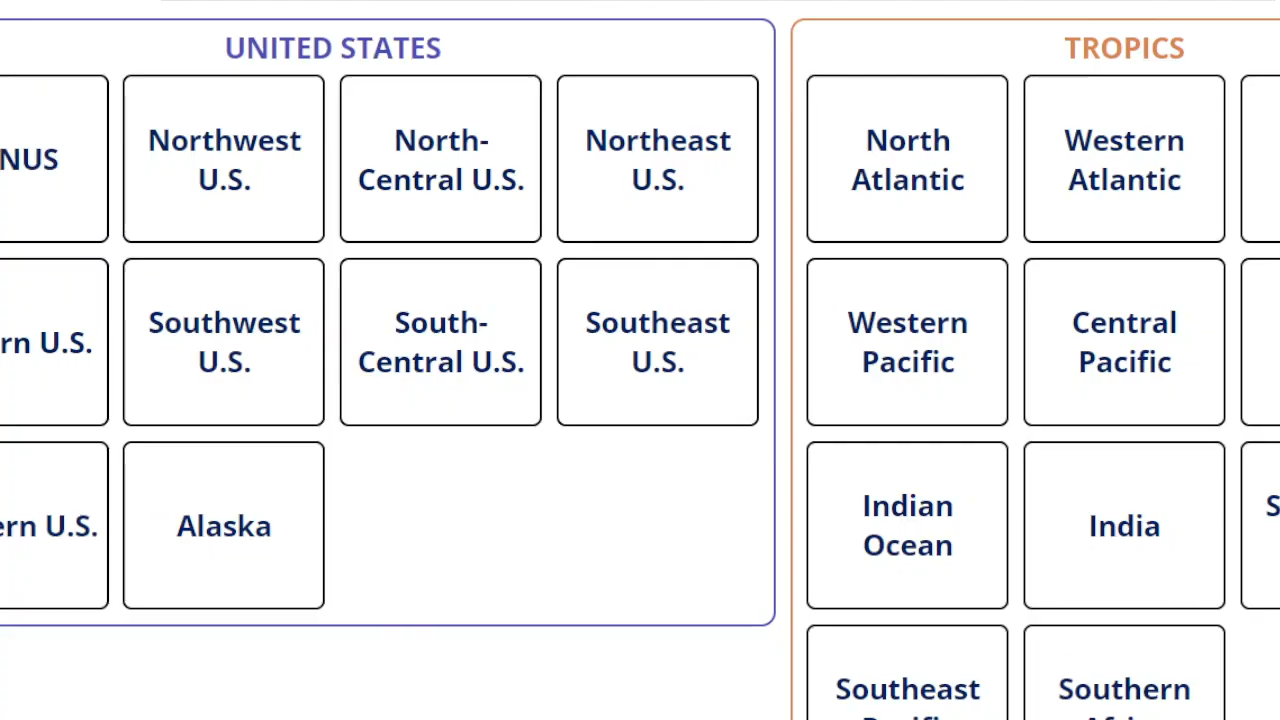 UNITED STATES
NUS
Northwest
U.S.
North-
Central U.S.
Northeast
U.S.
rn U.S.
Southwest
U.S.
South-
Central U.S.
Southeast
U.S.
ern U.S.
Alaska
TROPICS
North
Atlantic
Western
Atlantic
Western
Pacific
Central
Pacific
Indian
Ocean
India
S
Southeast
Southern